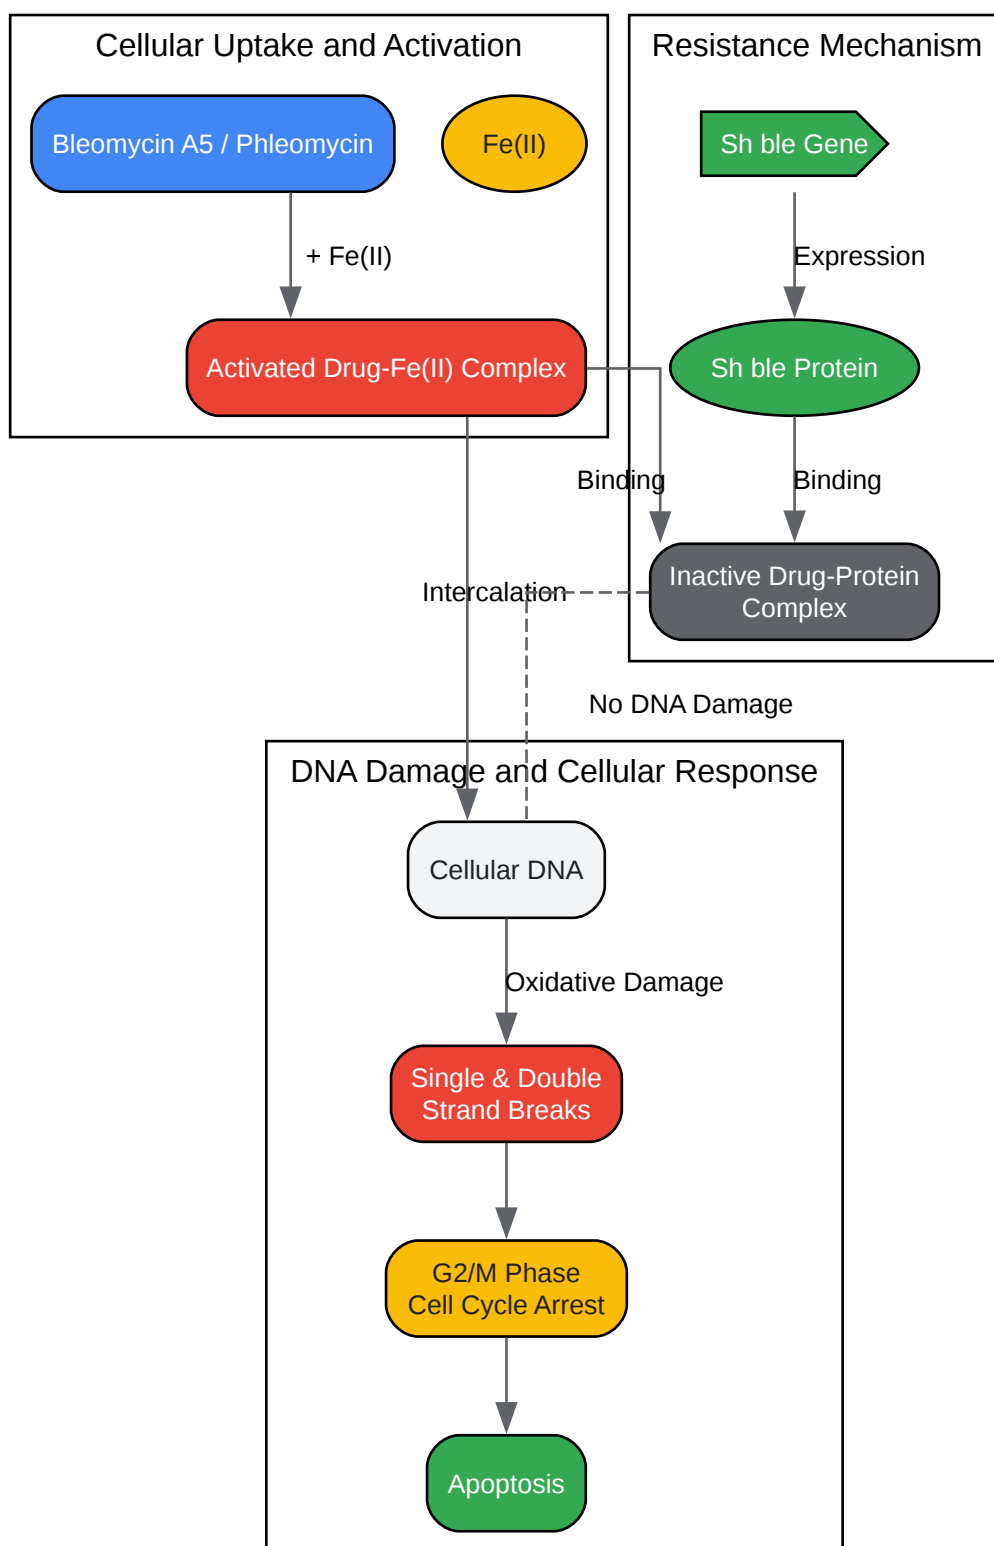 Cellular Uptake and Activation
Bleomycin A5 / Phleomycin
Fe(II)
+ Fe(II)
Activated Drug-Fe(II) Complex
Resistance Mechanism
Sh ble Gene
Expression
Sh ble Protein
Binding
Binding
Inactive Drug-Protein
Complex
Intercalation
No DNA Damage
DNA Damage and Cellular Response
Cellular DNA
Oxidative Damage
Single & Double
Strand Breaks
G2/M Phase
Cell Cycle Arrest
Apoptosis